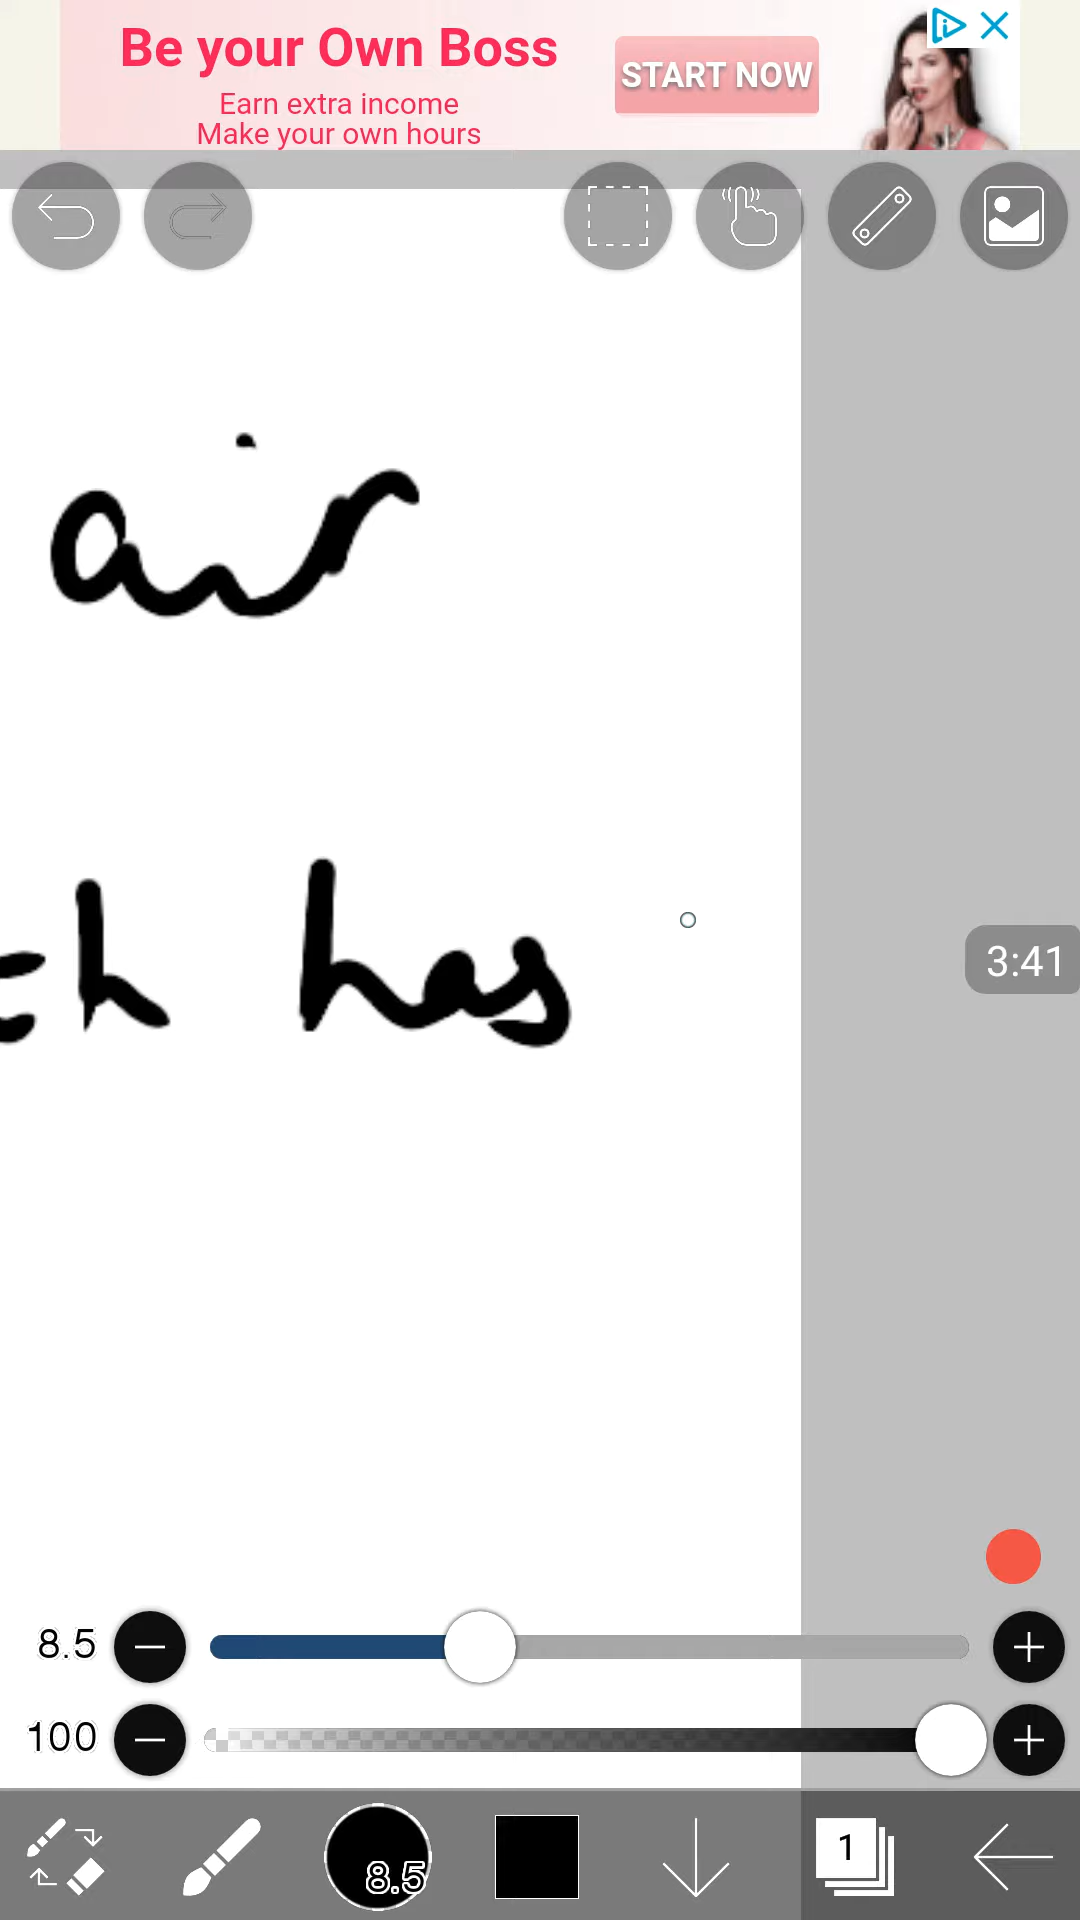 Be your Own Boss
Earn extra income
Make your own hours
START NOW
air
ch has
3:41
8.5
100
8.5
1